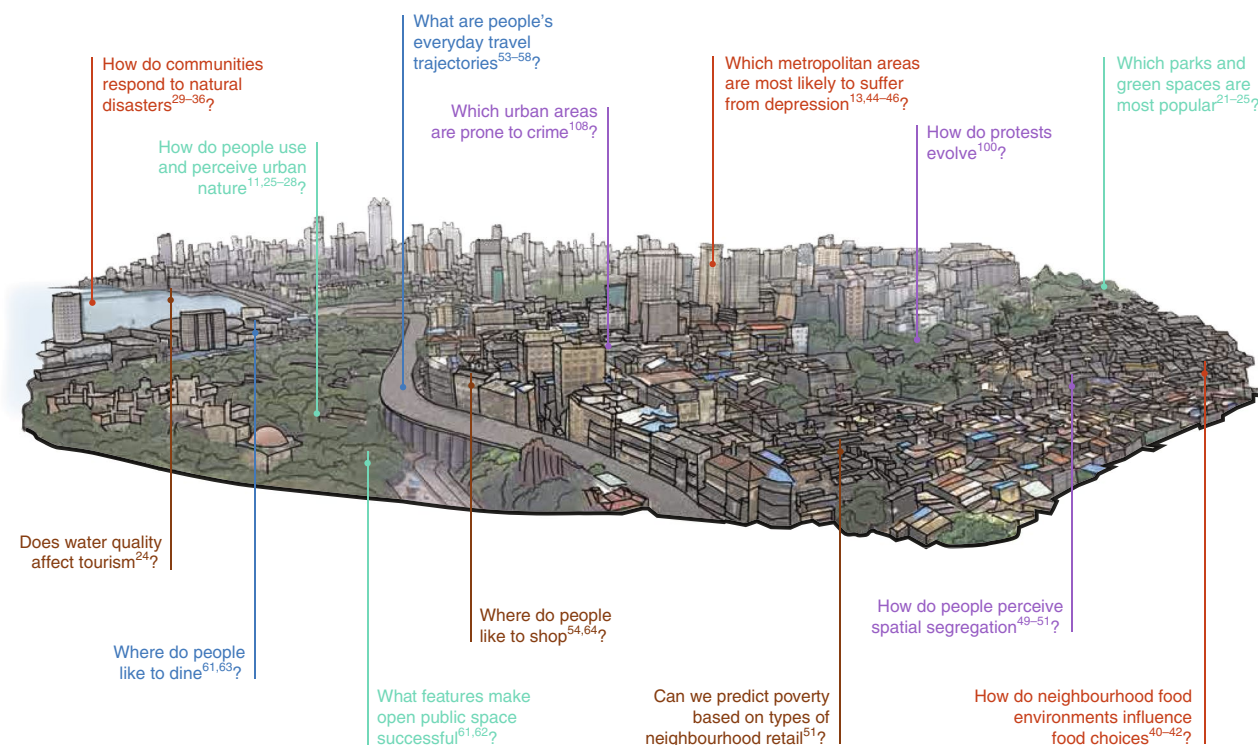 What are people's
everyday travel
trajectories53–58?
How do communities
respond to natural
disasters29–36?
Which metropolitan areas
are most likely to suffer
from depression13,44–46?
Which parks and
green spaces are
most popular21–25?
Which urban areas
are prone to crime108?
How do protests
evolve100?
How do people use
and perceive urban
nature11,25–28?
Does water quality
affect tourism24?
Where do people
like to shop54,64?
How do people perceive
spatial segregation49–51?
Where do people
like to dine61,63?
What features make
open public space
successful61,62?
Can we predict poverty
based on types of
neighbourhood retail51?
How do neighbourhood food
environments influence
food choices40–42?